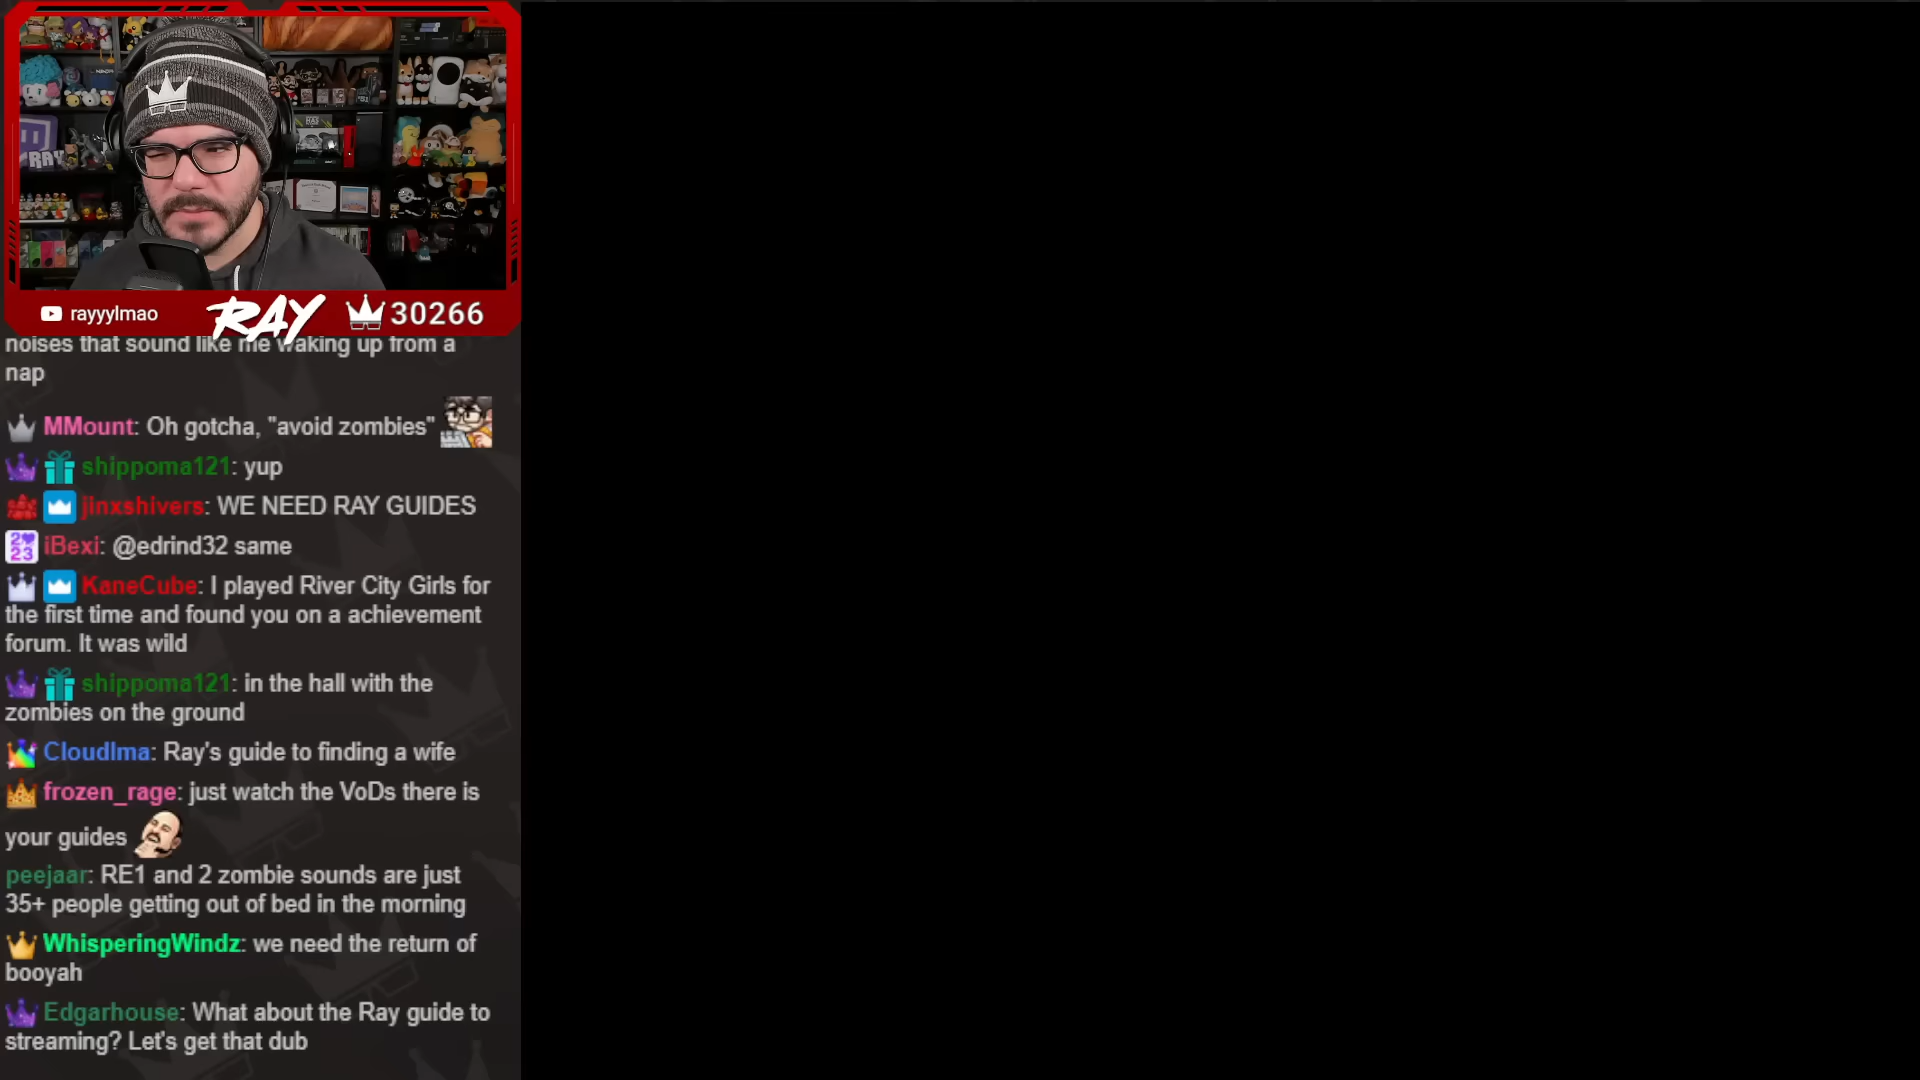 RAY
rayyylmao RAY 30266
noises that sound like me waking up from a
nap
MMount: Oh gotcha, "avoid zombies"
shippoma121: yup
jinxshivers: WE NEED RAY GUIDES
2 23 iBexi: @edrind32 same
KaneCube: I played River City Girls for
the first time and found you on a achievement
forum. It was wild
shippoma121: in the hall with the
zombies on the ground
CloudIma: Ray's guide to finding a wife
frozen_rage: just watch the VoDs there is
your guides
peejaar: RE1 and 2 zombie sounds are just
35+ people getting out of bed in the morning
WhisperingWindz: we need the return of
booyah
Edgarhouse: What about the Ray guide to
streaming? Let's get that dub